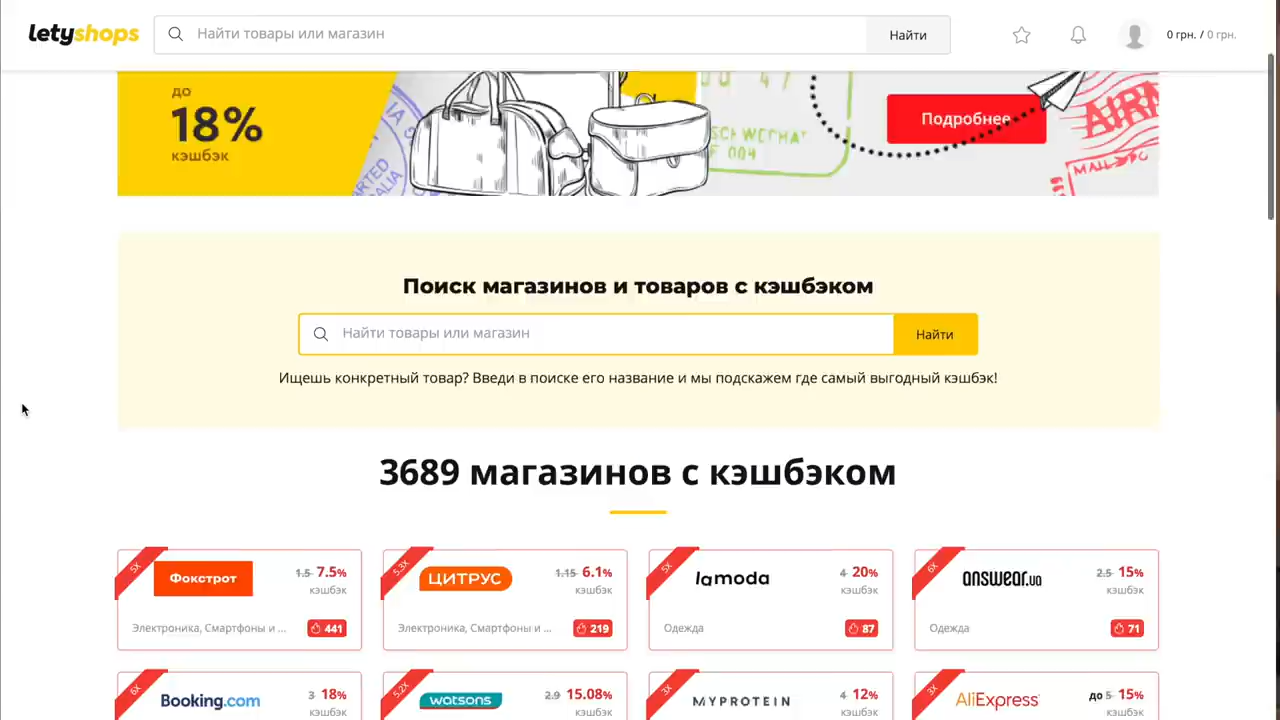 letyshops
Найти товары или магазин
Найти
0 грн. / 0 грн.
до
18%
кэшбэк
Подробнее
Поиск магазинов и товаров с кэшбэком
Найти товары или магазин
Найти
Ищешь конкретный товар? Введи в поиске его название и мы подскажем где самый выгодный кэшбэк!
3689 магазинов с кэшбэком
5X
Фокстрот
1.5 7.5%
кэшбэк
Электроника, Смартфоны и ...
441
5.3X
ЦИТРУС
1.15 6.1%
кэшбэк
Электроника, Смартфоны и ...
219
5X
lamoda
4 20%
кэшбэк
Одежда
87
6X
answear.ua
2.5 15%
кэшбэк
Одежда
71
6X
Booking.com
3 18%
кэшбэк
5.2X
watsons
2.9 15.08%
кэшбэк
3X
MYPROTEIN
4 12%
кэшбэк
3X
AliExpress
до 5 15%
кэшбэк